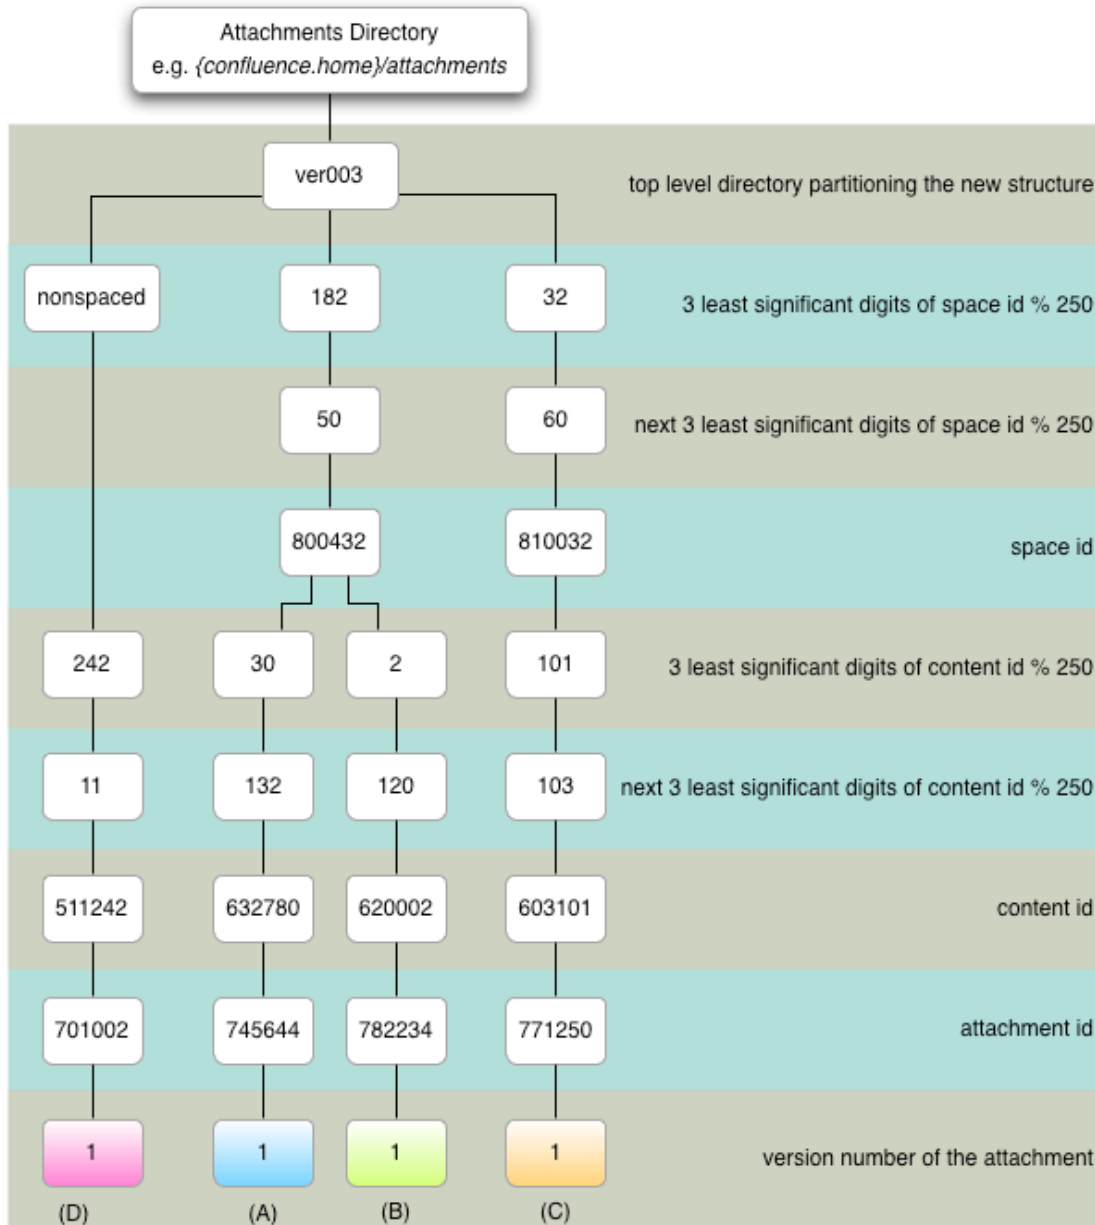 Attachments Directory
e.g. {confluence.home}/attachments
ver003
top level directory partitioning the new structure
nonspaced
182
32
3 least significant digits of space id % 250
50
60
next 3 least significant digits of space id % 250
800432
810032
space id
242
30
2
101
3 least significant digits of content id % 250
11
132
120
103
next 3 least significant digits of content id % 250
511242
632780
620002
603101
content id
701002
745644
782234
771250
attachment id
1
1
1
1
version number of the attachment
(D)
(A)
(B)
(C)